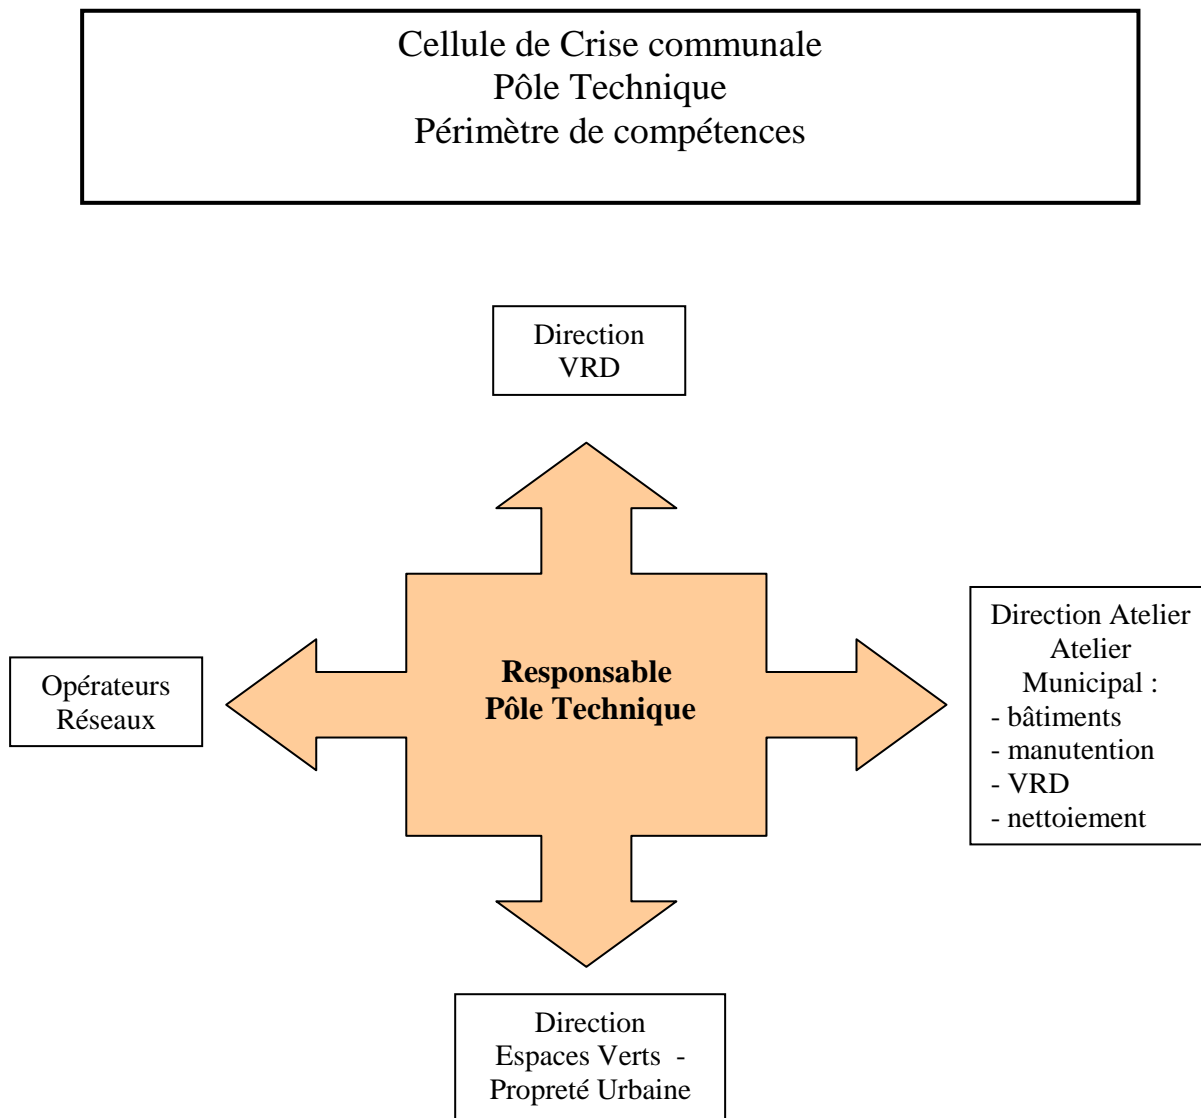 Cellule de Crise communale
Pôle Technique
Périmètre de compétences
Direction
VRD
Opérateurs
Réseaux
Responsable
Pôle Technique
Direction Atelier
Atelier
Municipal :
- bâtiments
- manutention
- VRD
- nettoiement
Direction
Espaces Verts -
Propreté Urbaine